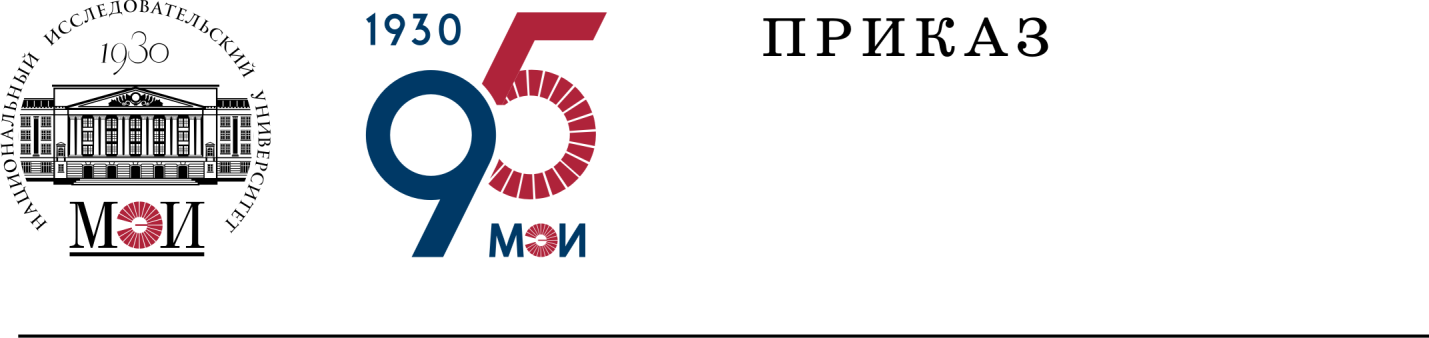 НАЦИОНАЛЬНЫЙ ИССЛЕДОВАТЕЛЬСКИЙ УНИВЕРСИТЕТ
1930
МЭИ
1930
95
МЭИ
ПРИКАЗ